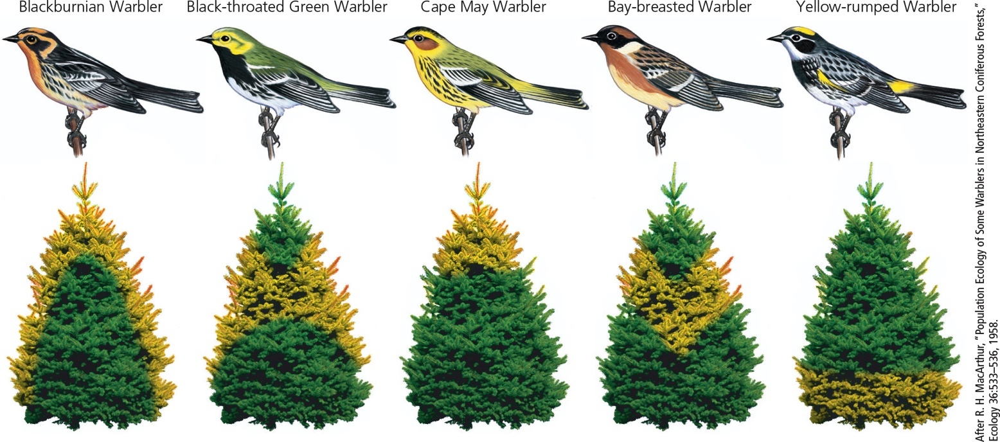 Blackburnian Warbler
Black-throated Green Warbler
Cape May Warbler
Bay-breasted Warbler
Yellow-rumped Warbler
After R. H. MacArthur, “Population Ecology of Some Warblers in Northeastern Coniferous Forests,”
Ecology 36:533–536, 1958.